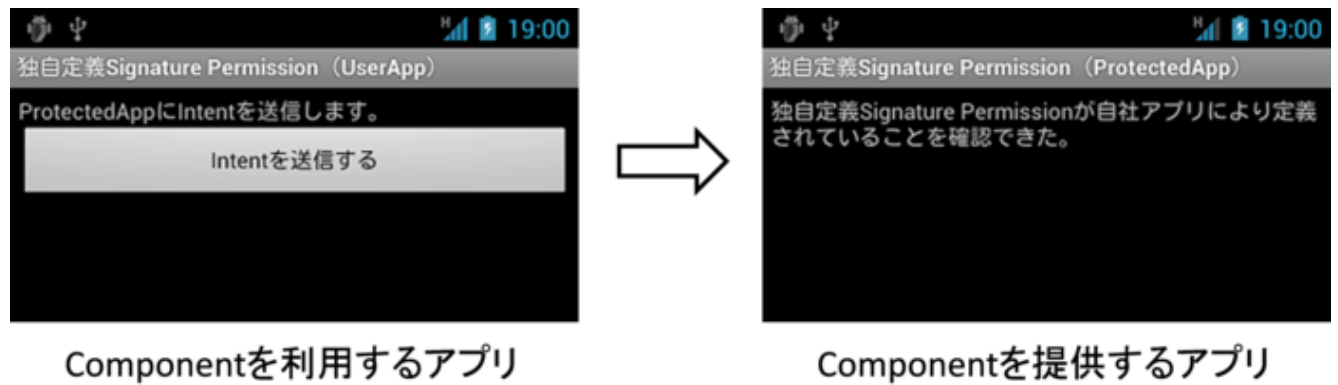 H 19:00
独自定義Signature Permission（UserApp）
ProtectedAppにIntentを送信します。
Intentを送信する
Componentを利用するアプリ
H 19:00
独自定義Signature Permission（ProtectedApp）
独自定義Signature Permissionが自社アプリにより定義
されていることを確認できた。
Componentを提供するアプリ